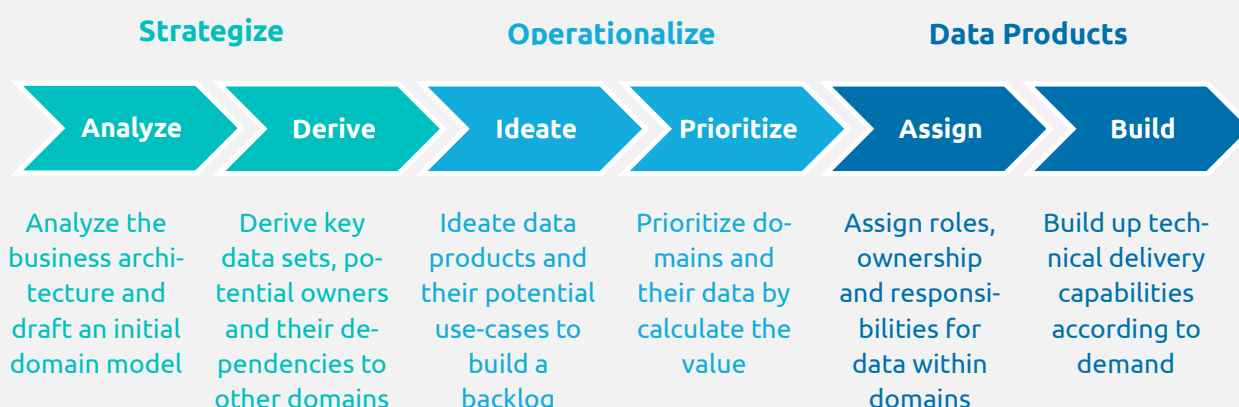 Strategize
Operationalize
Data Products
Analyze
Derive
Ideate
Prioritize
Assign
Build
Analyze the
business archi-
tecture and
draft an initial
domain model
Derive key
data sets, po-
tential owners
and their de-
pendencies to
other domains
Ideate data
products and
their potential
use-cases to
build a
backlog
Prioritize do-
mains and
their data by
calculate the
value
Assign roles,
ownership
and responsi-
bilities for
data within
domains
Build up tech-
nical delivery
capabilities
according to
demand